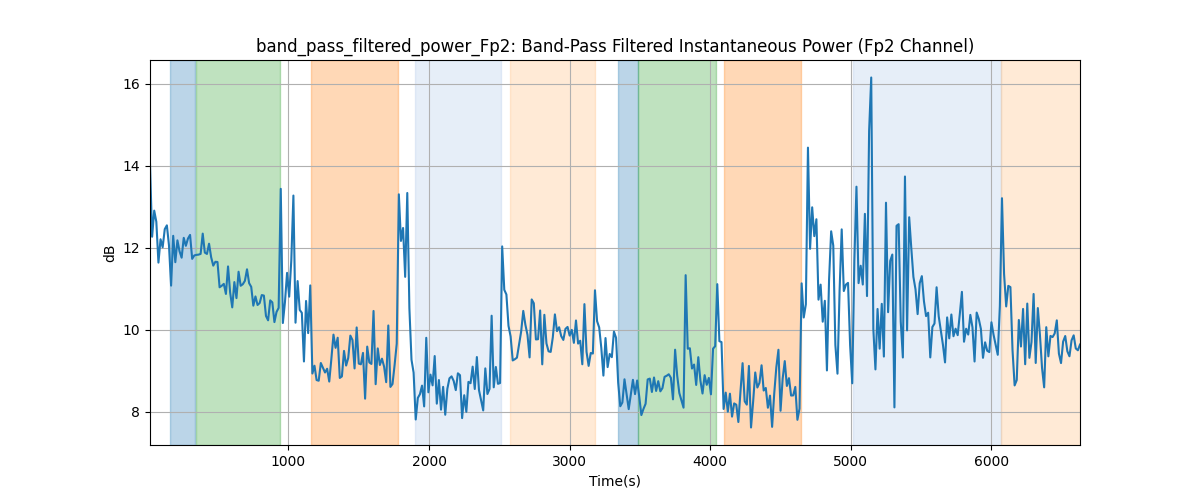 band_pass_filtered_power_Fp2: Band-Pass Filtered Instantaneous Power (Fp2 Channel)
16
14
12
10
8
dB
1000 2000 3000 4000 5000 6000
Time(s)